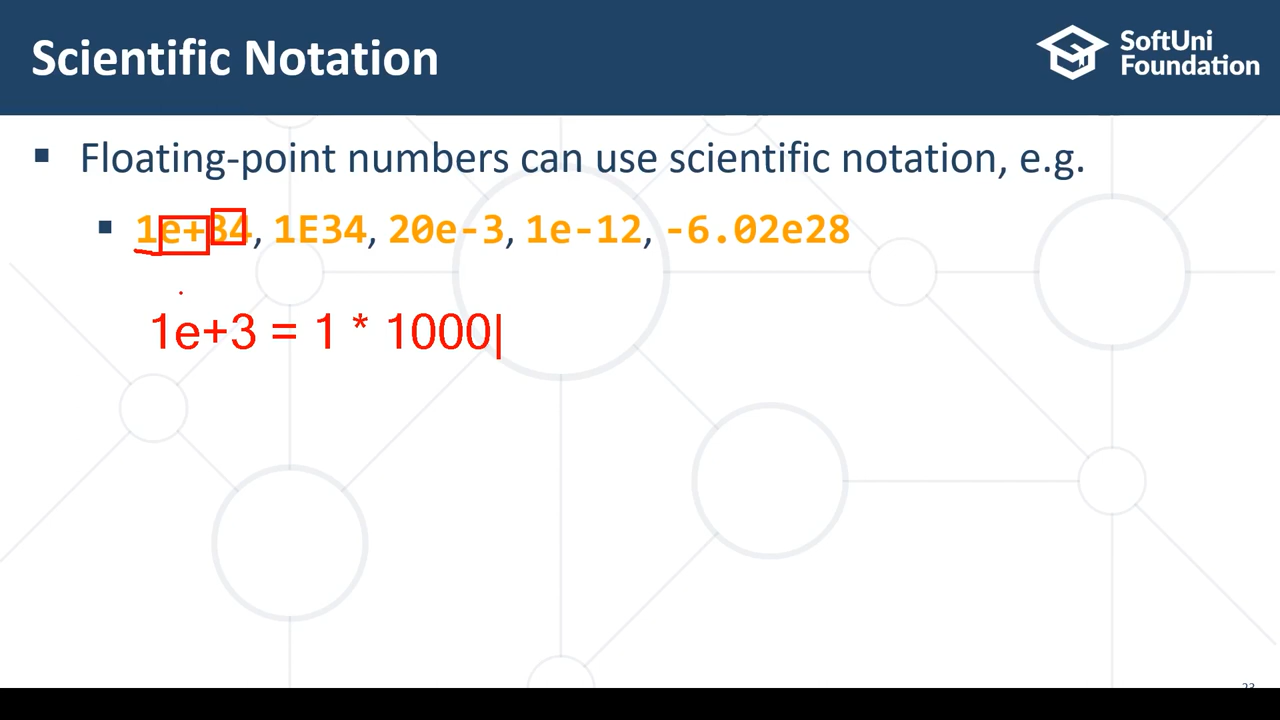 Scientific Notation
SoftUni
Foundation
Floating-point numbers can use scientific notation, e.g.
1e+34, 1E34, 20e-3, 1e-12, -6.02e28
1e+3 = 1 * 1000
23